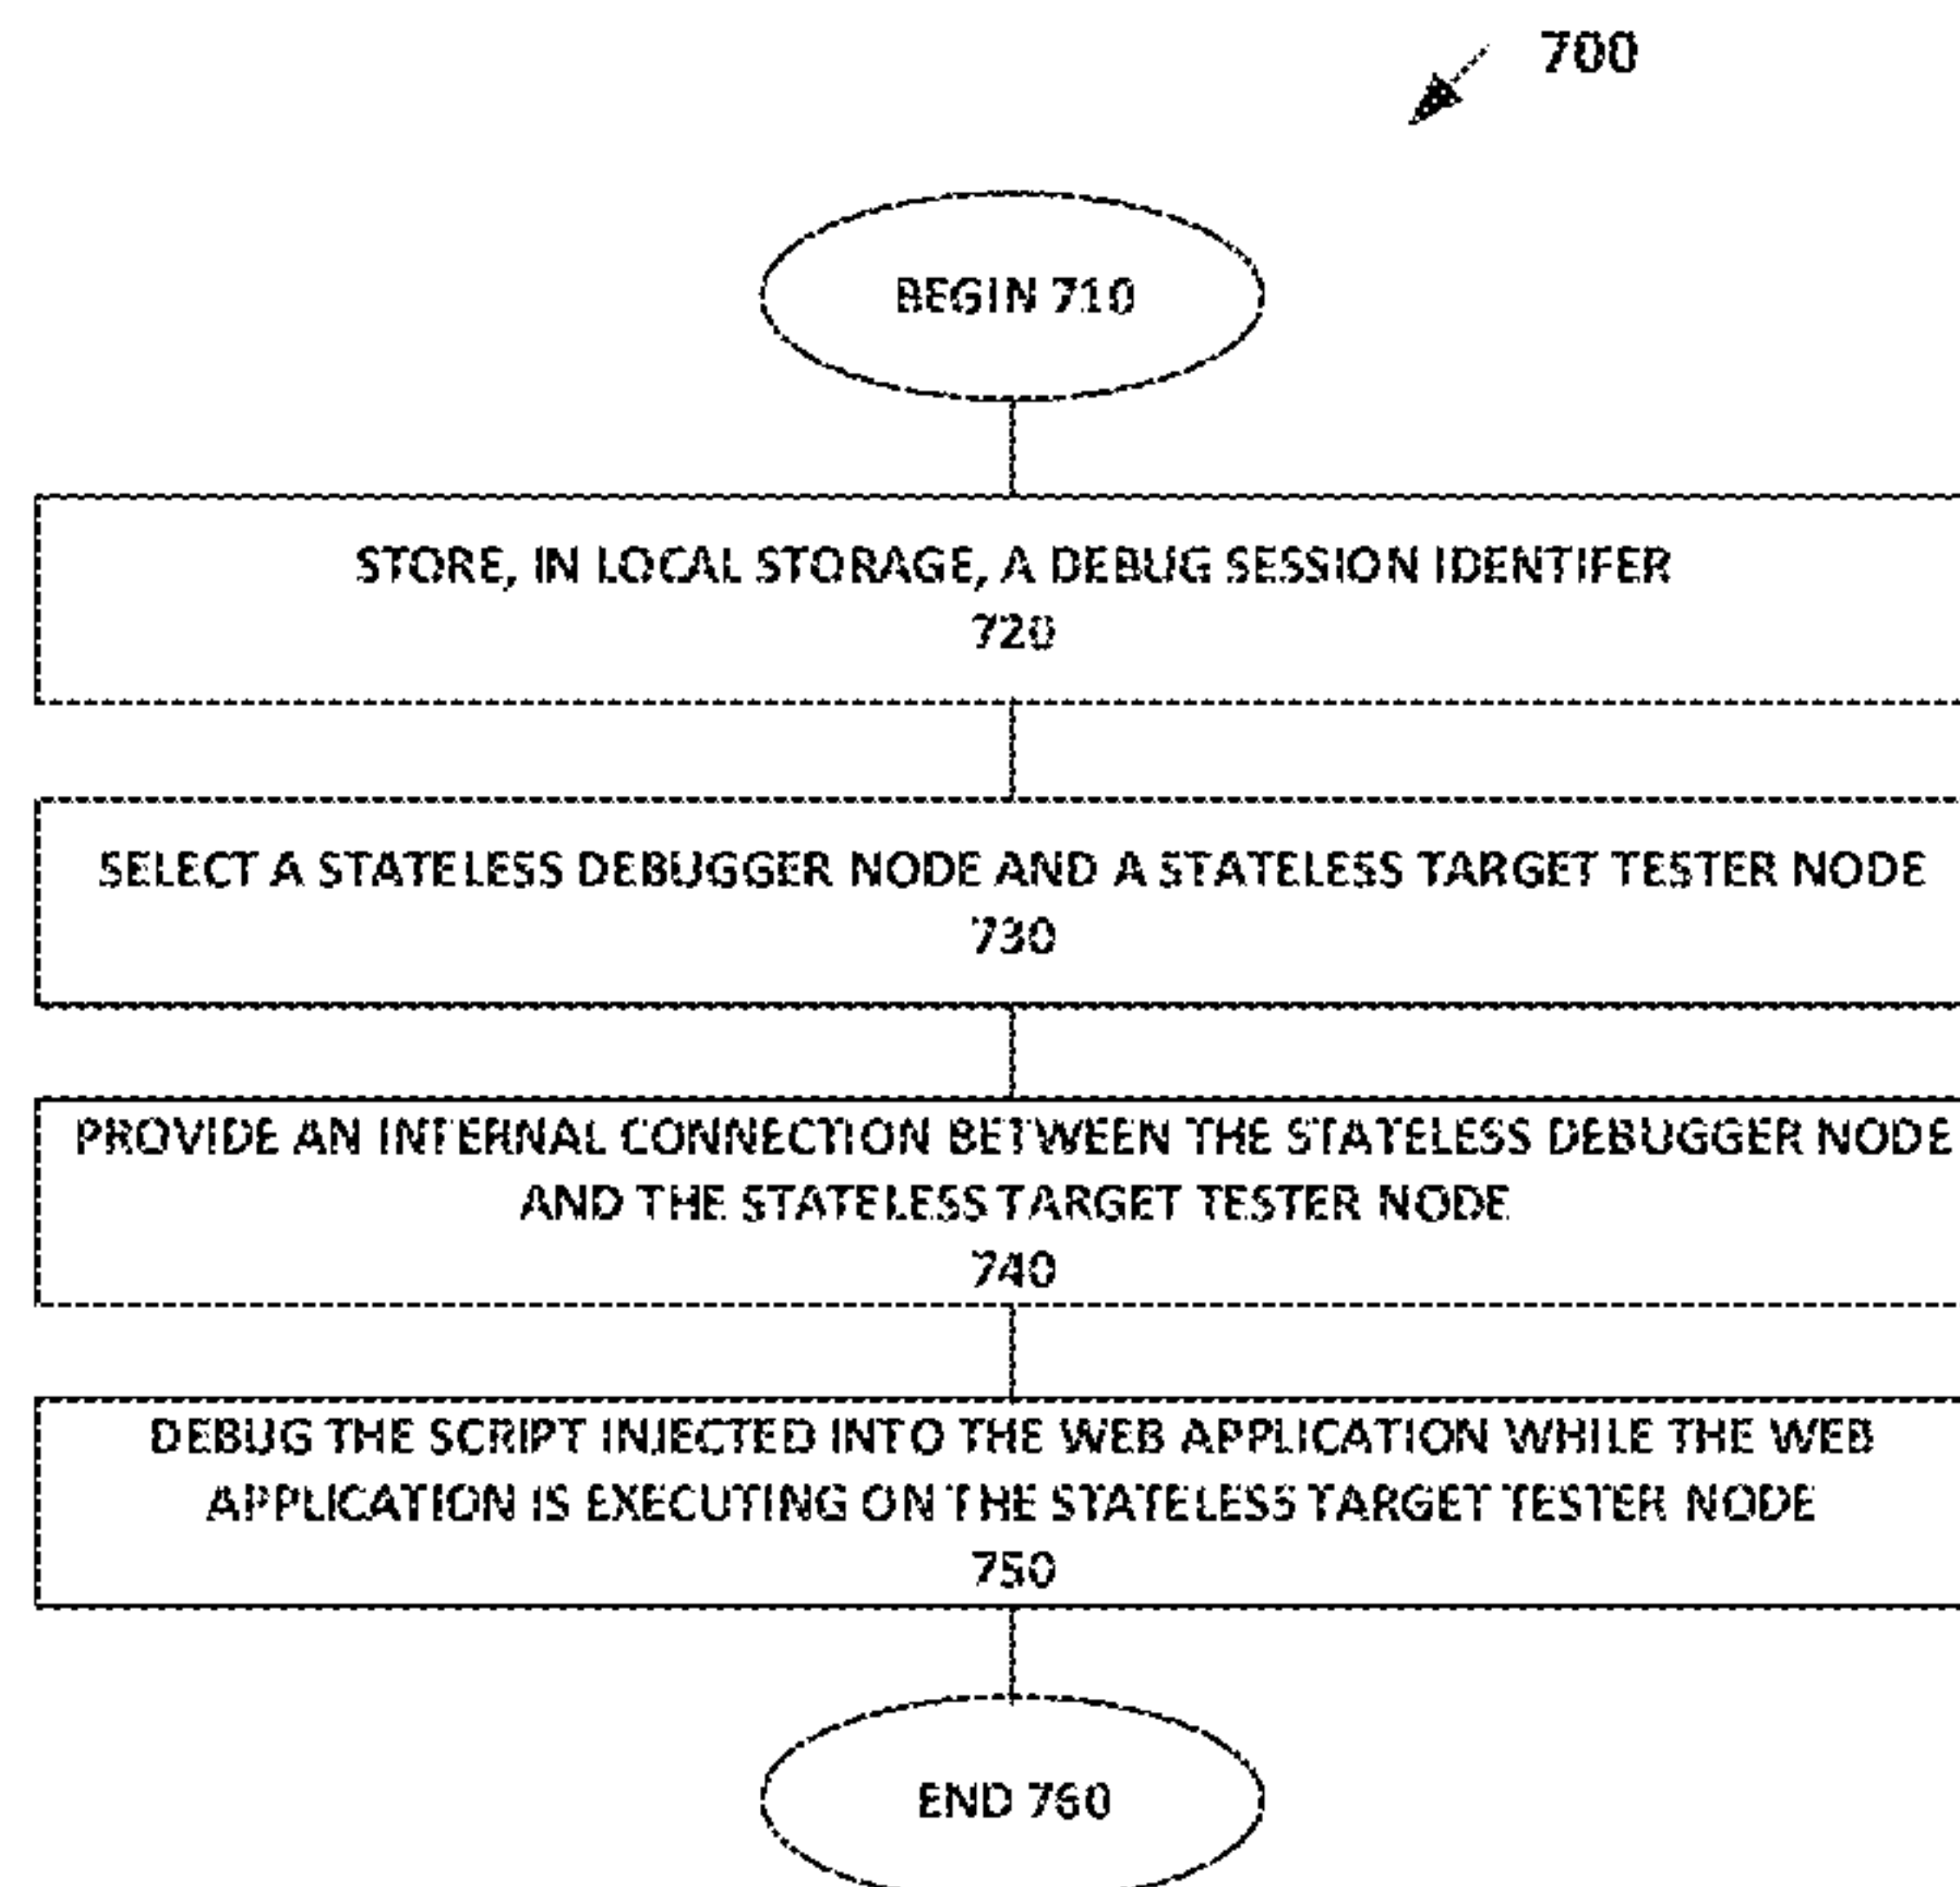 700
BEGIN 710
STORE, IN LOCAL STORAGE, A DEBUG SESSION IDENTIFER
720
SELECT A STATELESS DEBUGGER NODE AND A STATELESS TARGET TESTER NODE
730
PROVIDE AN INTERNAL CONNECTION BETWEEN THE STATELESS DEBUGGER NODE
AND THE STATELESS TARGET TESTER NODE
740
DEBUG THE SCRIPT INJECTED INTO THE WEB APPLICATION WHILE THE WEB
APPLICATION IS EXECUTING ON THE STATELESS TARGET TESTER NODE
750
END 760